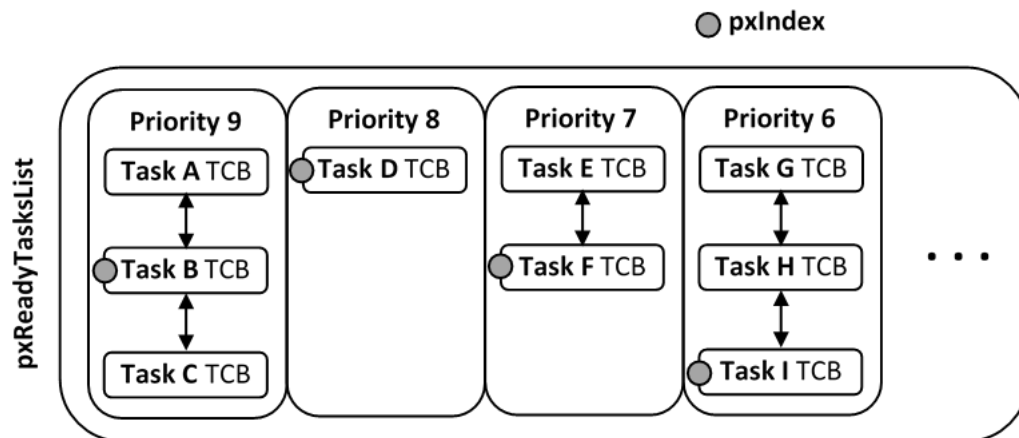 pxIndex
pxReadyTasksList
Priority 9
Task A TCB
Task B TCB
Task C TCB
Priority 8
Task D TCB
Priority 7
Task E TCB
Task F TCB
Priority 6
Task G TCB
Task H TCB
Task I TCB
. . .